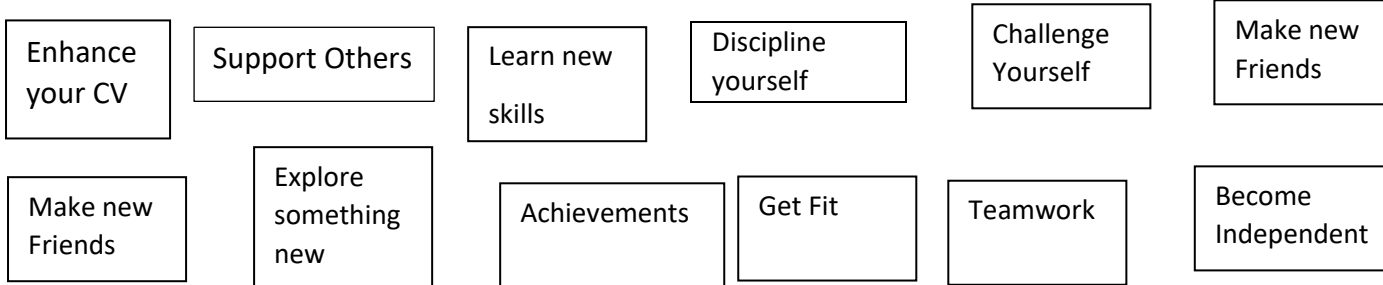 Enhance
your CV
Support Others
Learn new
skills
Discipline
yourself
Challenge
Yourself
Make new
Friends
Make new
Friends
Explore
something
new
Achievements
Get Fit
Teamwork
Become
Independent